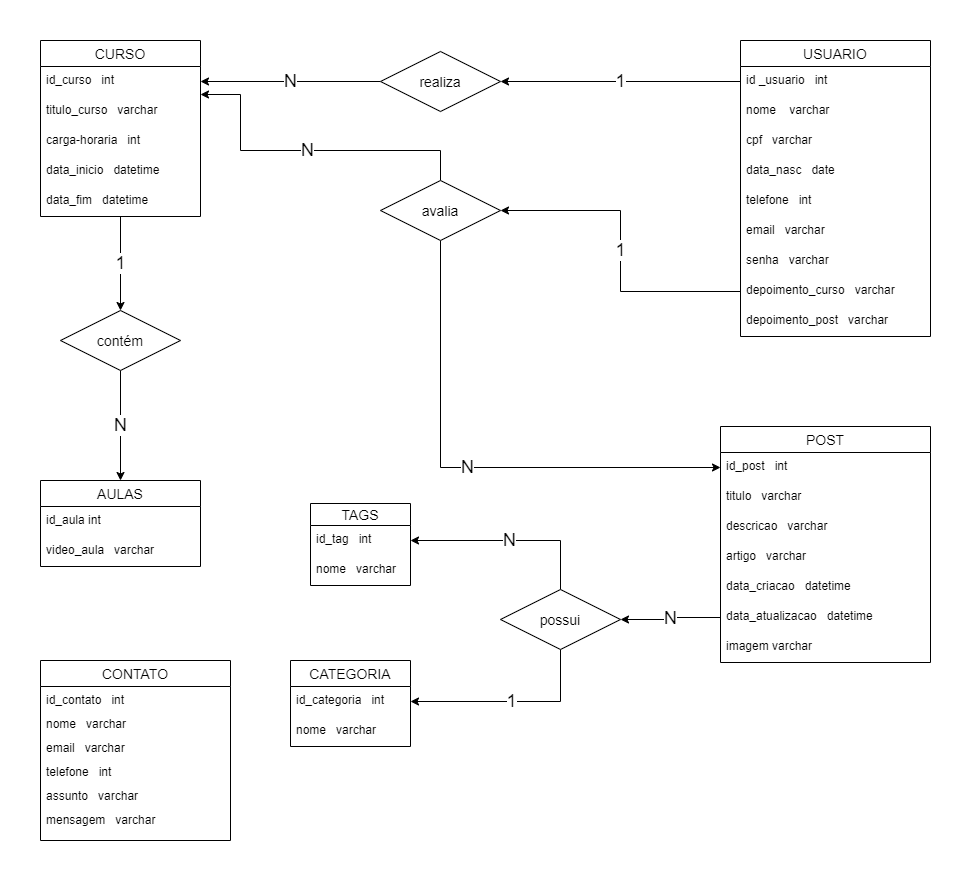 CURSO
id_curso int
titulo_curso varchar
carga-horaria int
data_inicio datetime
data_fim datetime
N
realiza
1
USUARIO
id _usuario int
nome varchar
cpf varchar
data_nasc date
telefone int
email varchar
senha varchar
depoimento_curso varchar
depoimento_post varchar
N
avalia
1
1
contém
N
AULAS
id_aula int
video_aula varchar
N
POST
id_post int
titulo varchar
descricao varchar
artigo varchar
data_criacao datetime
data_atualizacao datetime
imagem varchar
TAGS
id_tag int
nome varchar
N
possui
N
CATEGORIA
id_categoria int
nome varchar
1
CONTATO
id_contato int
nome varchar
email varchar
telefone int
assunto varchar
mensagem varchar